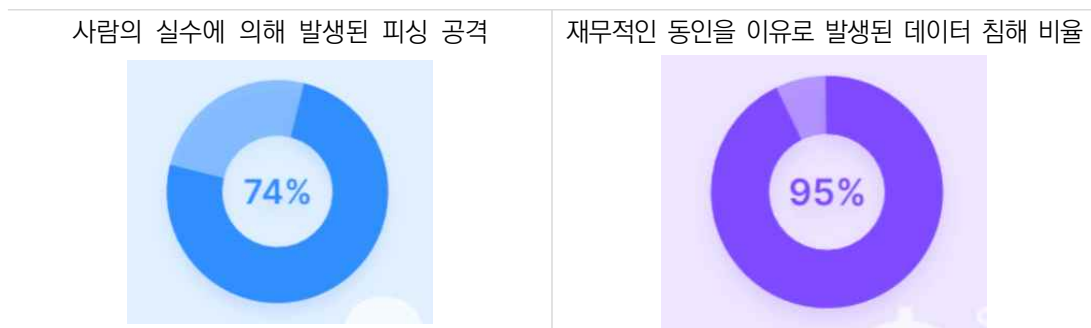 사람의 실수에 의해 발생된 피싱 공격
재무적인 동인을 이유로 발생된 데이터 침해 비율
74%
95%